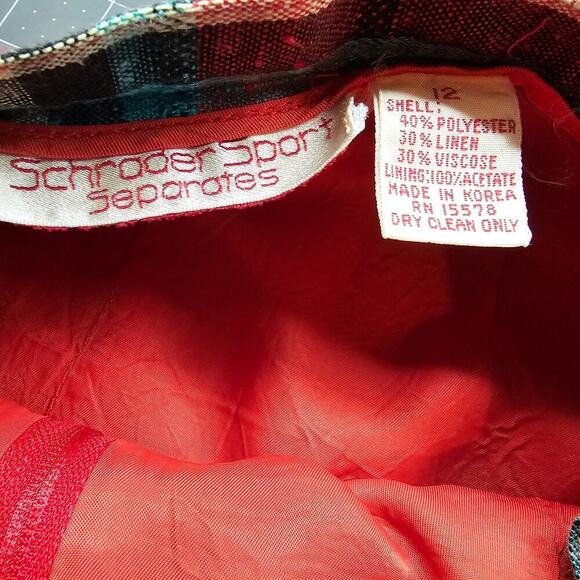 Schrader Sport
Separates
12
SHELL:
40% POLYESTER
30% LINEN
30% VISCOSE
LINING:100% ACETATE
MADE IN KOREA
RN 15578
DRY CLEAN ONLY